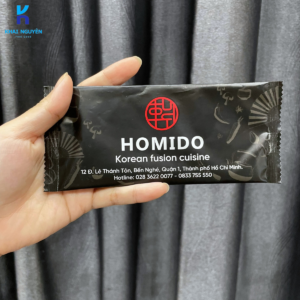 HOMIDO
Korean fusion cuisine
12 Đ. Lê Thánh Tôn, Bến Nghé, Quận 1, Thành phố Hồ Chí Minh.
Hotline: 028 3622 0077 - 0833 755 550